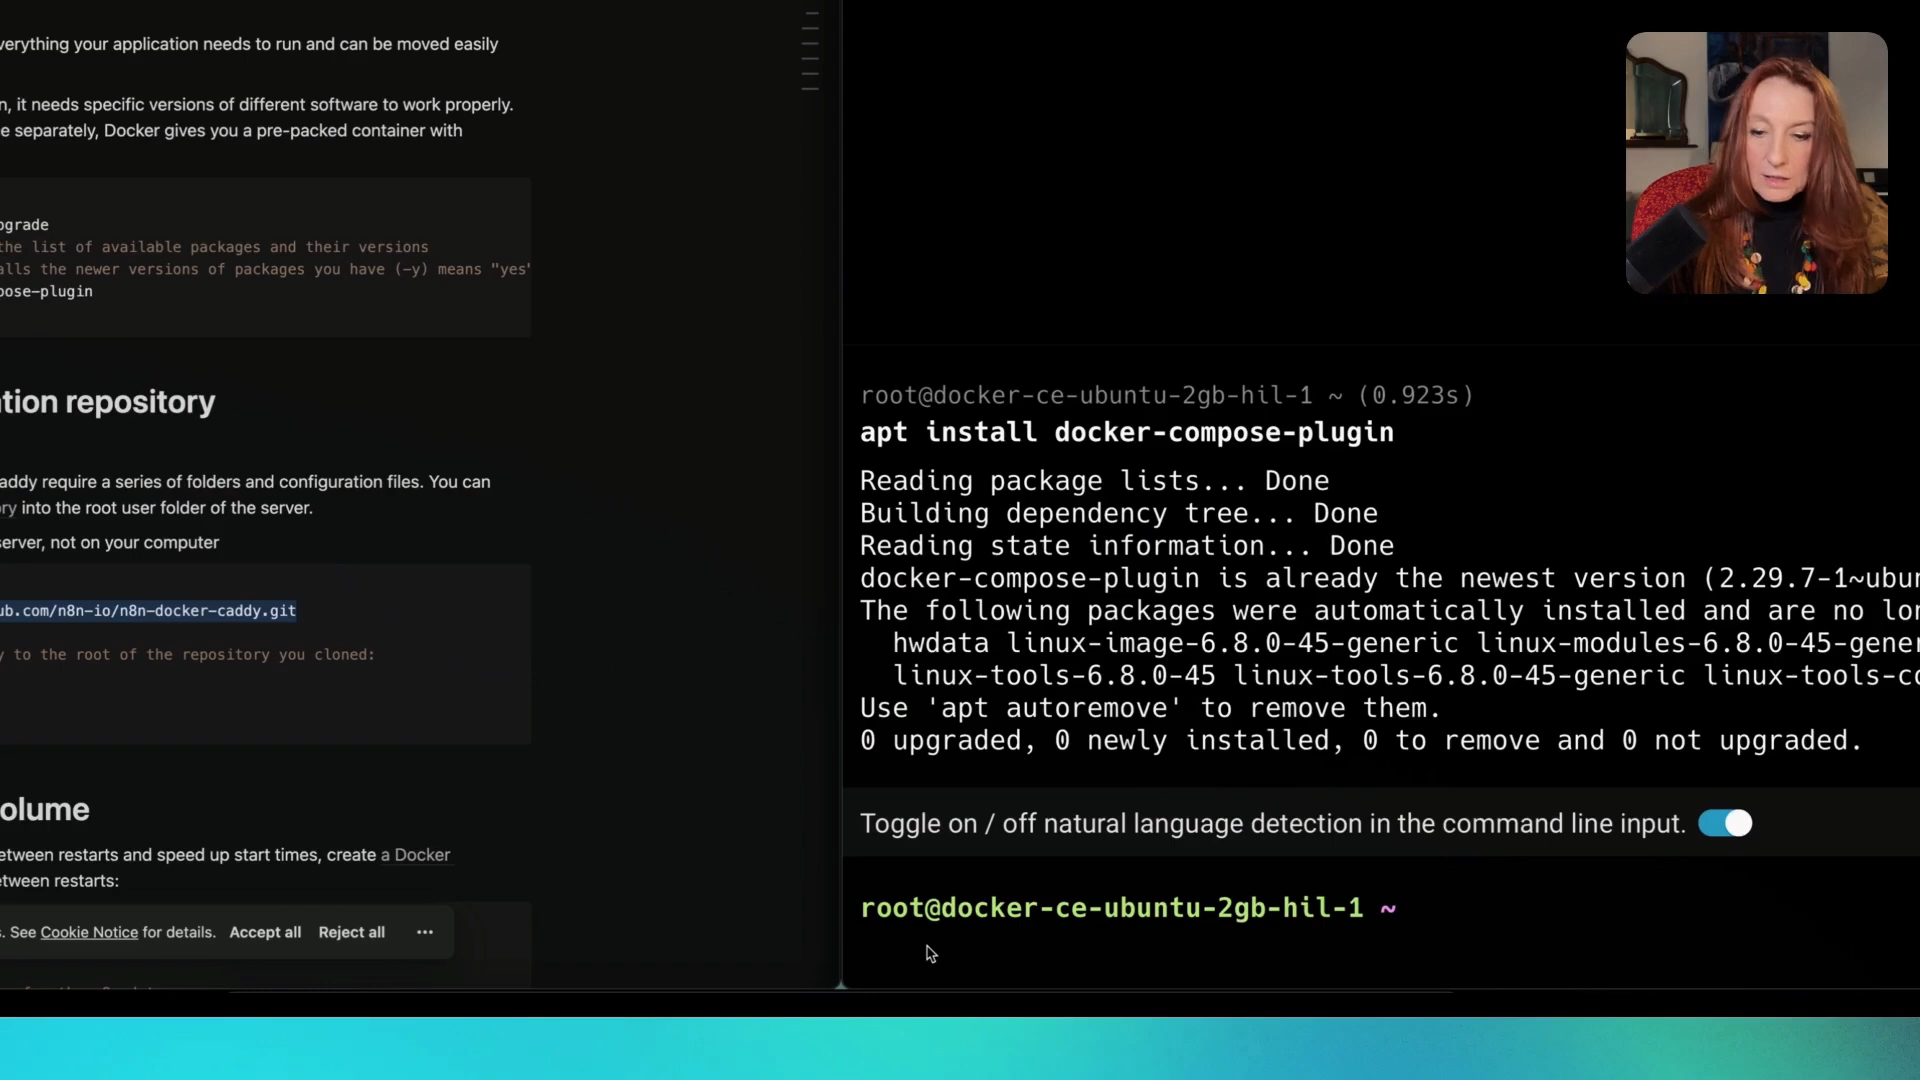 verything your application needs to run and can be moved easily
n, it needs specific versions of different software to work properly.
e separately, Docker gives you a pre-packed container with
pgrade
the list of available packages and their versions
alls the newer versions of packages you have (-y) means "yes"
pose-plugin
tion repository
addy require a series of folders and configuration files. You can
ry into the root user folder of the server.
server, not on your computer
ub.com/n8n-io/n8n-docker-caddy.git
y to the root of the repository you cloned:
olume
etween restarts and speed up start times, create a Docker
etween restarts:
s. See Cookie Notice for details. Accept all Reject all ...
root@docker-ce-ubuntu-2gb-hil-1 ~ (0.923s)
apt install docker-compose-plugin
Reading package lists... Done
Building dependency tree... Done
Reading state information... Done
docker-compose-plugin is already the newest version (2.29.7-1~ubun
The following packages were automatically installed and are no lon
hwdata linux-image-6.8.0-45-generic linux-modules-6.8.0-45-gener
linux-tools-6.8.0-45 linux-tools-6.8.0-45-generic linux-tools-co
Use 'apt autoremove' to remove them.
0 upgraded, 0 newly installed, 0 to remove and 0 not upgraded.
Toggle on / off natural language detection in the command line input.
root@docker-ce-ubuntu-2gb-hil-1 ~